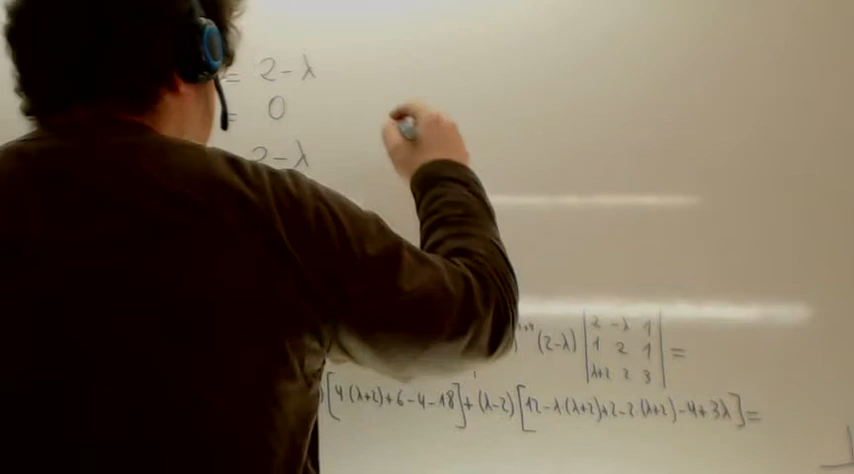 = 2-λ
= 0
2-λ
(2-λ) | 2 -λ 1 | =
| 1 2 1 |
| λ+2 2 3 |
)[4(λ+2)+6-4-18]+(λ-2)[12-λ(λ+2)+2-2(λ+2)-4+3λ]=